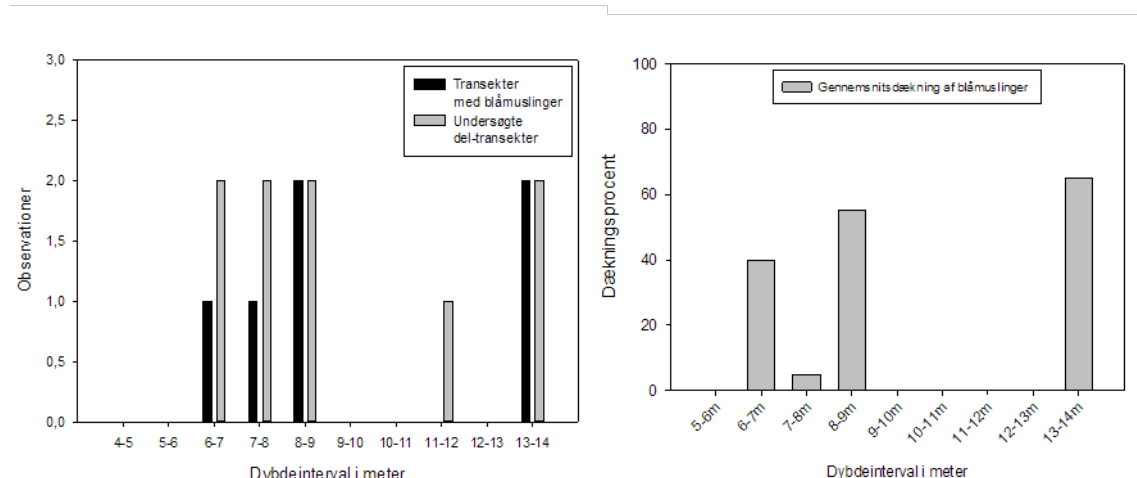 3,0
2,5
2,0
1,5
1,0
0,5
0,0
Observationer
Transekter
med blåmuslinger
Undersøgte
del-transekter
4-5 5-6 6-7 7-8 8-9 9-10 10-11 11-12 12-13 13-14
Dybdeinterval i meter
100
80
60
40
20
0
Dækningsprocent
Gennemsnitsdækning af blåmuslinger
5-6m 6-7m 7-8m 8-9m 9-10m 10-11m 11-12m 12-13m 13-14m
Dybdeinterval i meter